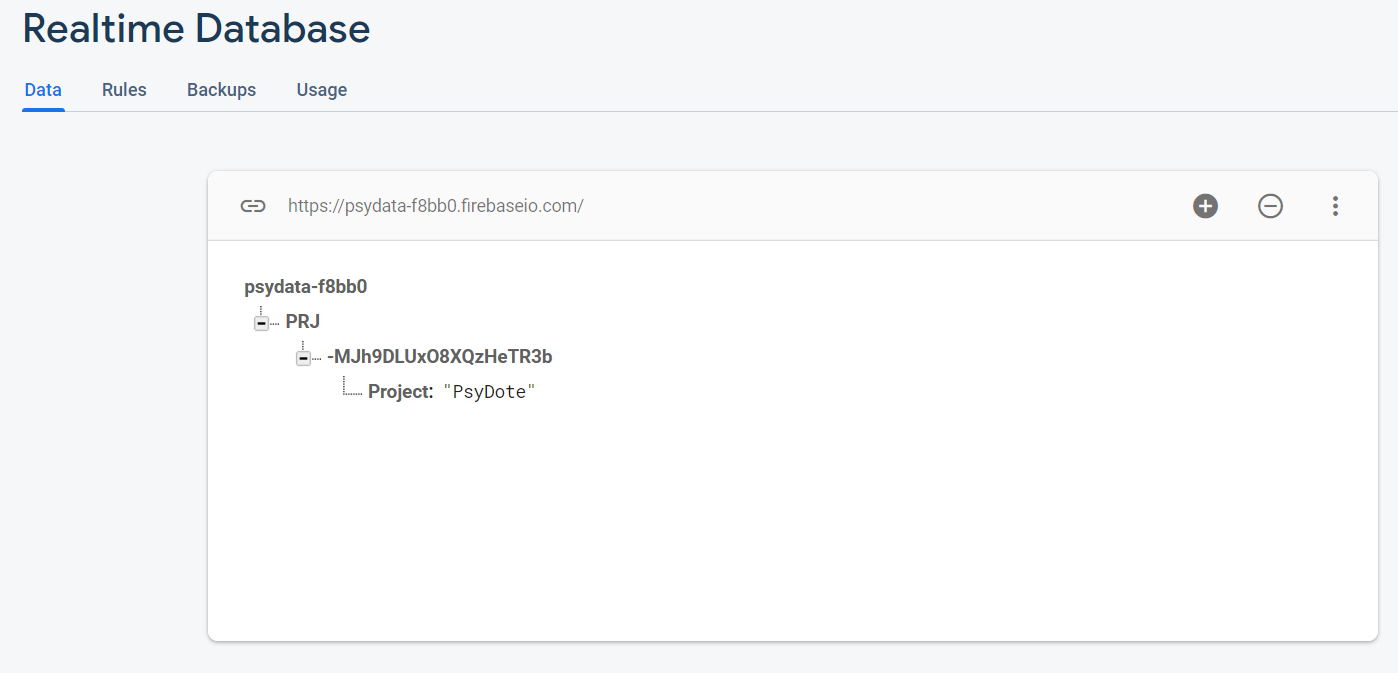 Realtime Database
Data Rules Backups Usage
https://psydata-f8bb0.firebaseio.com/
psydata-f8bb0
PRJ
-MJh9DLUxO8XQzHeTR3b
Project: "PsyDote"